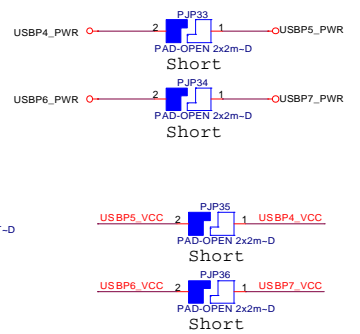 PJP33
USBP4_PWR 2 1 USBP5_PWR
PAD-OPEN 2x2m~D
Short
PJP34
USBP6_PWR 2 1 USBP7_PWR
PAD-OPEN 2x2m~D
Short
PJP35
USBP5_VCC 2 1 USBP4_VCC
~D
PAD-OPEN 2x2m~D
Short
PJP36
USBP6_VCC 2 1 USBP7_VCC
PAD-OPEN 2x2m~D
Short